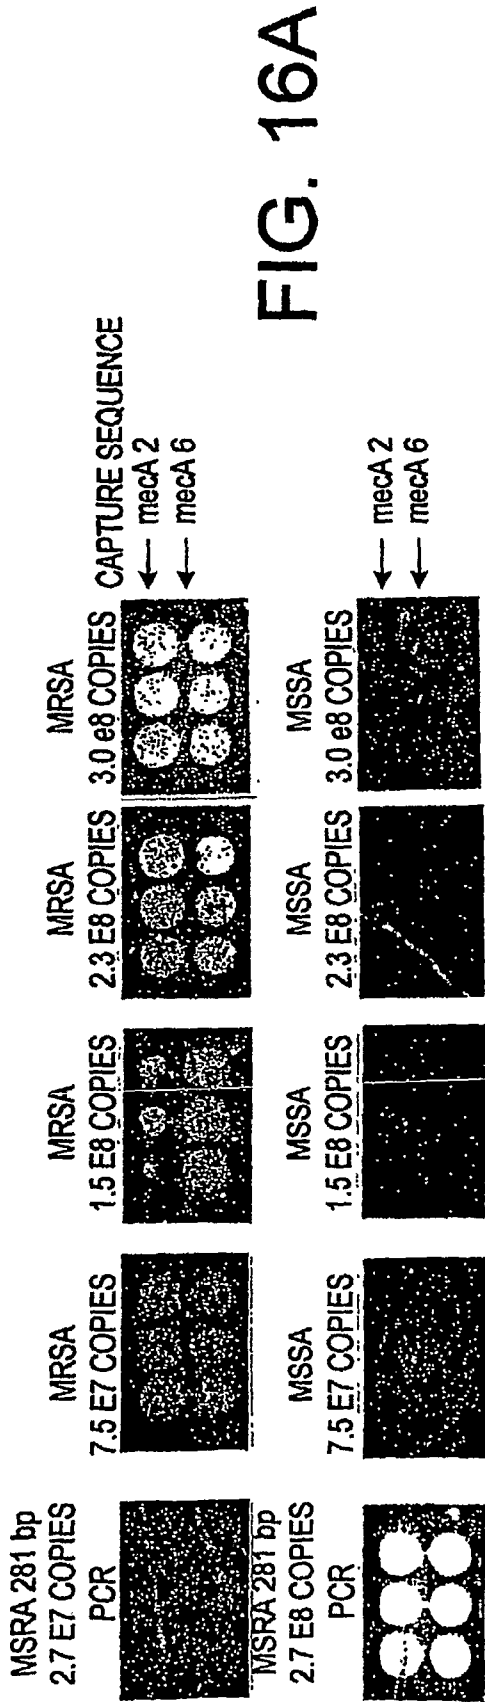 MSRA 281 bp
2.7 E7 COPIES
PCR
MRSA
7.5 E7 COPIES
MRSA
1.5 E8 COPIES
MRSA
2.3 E8 COPIES
MRSA
3.0 e8 COPIES
CAPTURE SEQUENCE
← mecA 2
← mecA 6
MSRA 281 bp
2.7 E8 COPIES
PCR
MSSA
7.5 E7 COPIES
MSSA
1.5 E8 COPIES
MSSA
2.3 E8 COPIES
MSSA
3.0 e8 COPIES
← mecA 2
← mecA 6
FIG. 16A